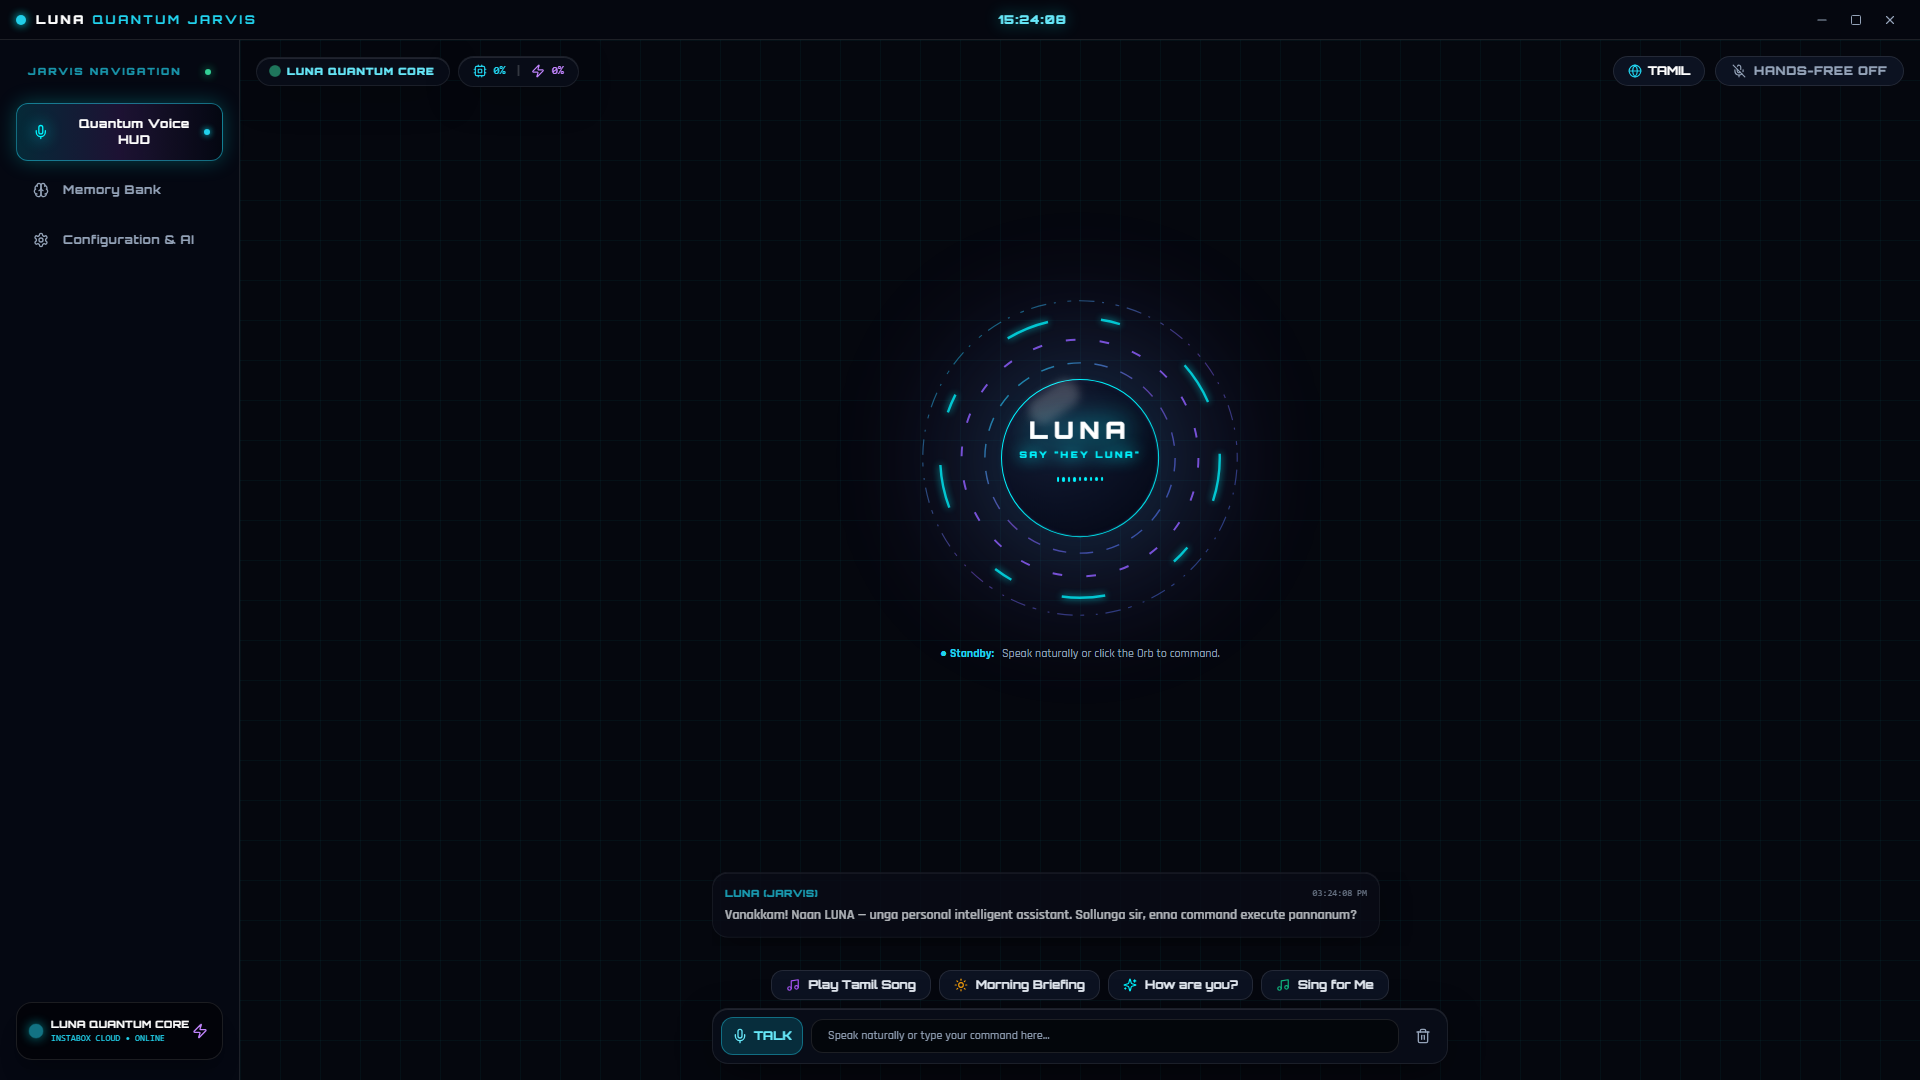 LUNA QUANTUM JARVIS
15:24:08
JARVIS NAVIGATION
Quantum Voice
HUD
Memory Bank
Configuration & AI
LUNA QUANTUM CORE
0% | 0%
TAMIL
HANDS-FREE OFF
LUNA
SAY "HEY LUNA"
Standby: Speak naturally or click the Orb to command.
LUNA (JARVIS)
03:24:08 PM
Vanakkam! Naan LUNA — unga personal intelligent assistant. Sollunga sir, enna command execute pannanum?
Play Tamil Song
Morning Briefing
How are you?
Sing for Me
TALK
Speak naturally or type your command here...
LUNA QUANTUM CORE
INSTABOX CLOUD • ONLINE